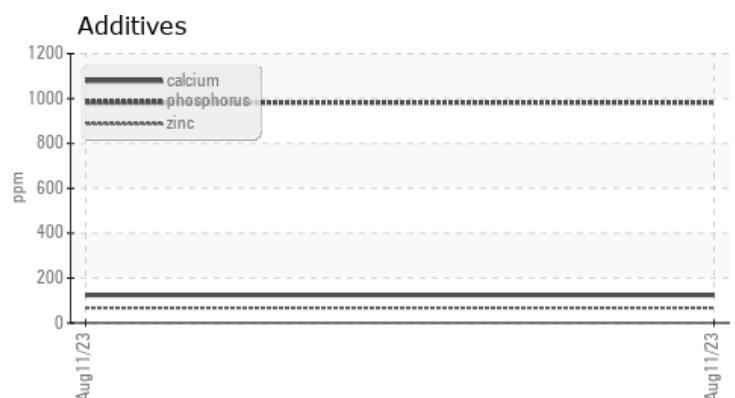 Additives
1200
1000
800
600
400
200
0
ppm
calcium
phosphorus
zinc
Aug11/23
Aug11/23